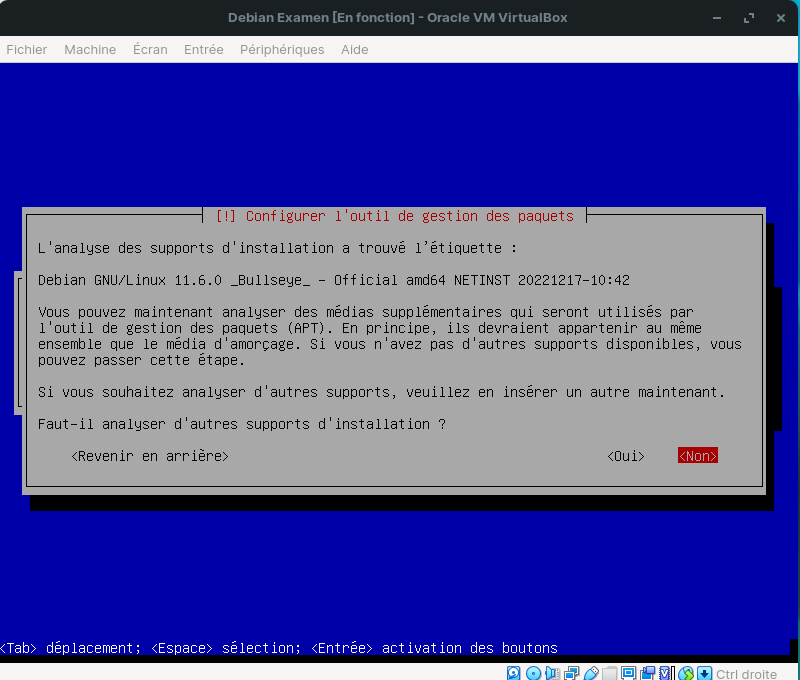 Debian Examen [En fonction] - Oracle VM VirtualBox
Fichier Machine Écran Entrée Périphériques Aide
[!] Configurer l'outil de gestion des paquets
L'analyse des supports d'installation a trouvé l’étiquette :
Debian GNU/Linux 11.6.0 _Bullseye_ - Official amd64 NETINST 20221217-10:42
Vous pouvez maintenant analyser des médias supplémentaires qui seront utilisés par
l'outil de gestion des paquets (APT). En principe, ils devraient appartenir au même
ensemble que le média d'amorçage. Si vous n'avez pas d'autres supports disponibles, vous
pouvez passer cette étape.
Si vous souhaitez analyser d'autres supports, veuillez en insérer un autre maintenant.
Faut-il analyser d'autres supports d'installation ?
<Revenir en arrière> <Oui> <Non>
<Tab> déplacement; <Espace> sélection; <Entrée> activation des boutons
Ctrl droite